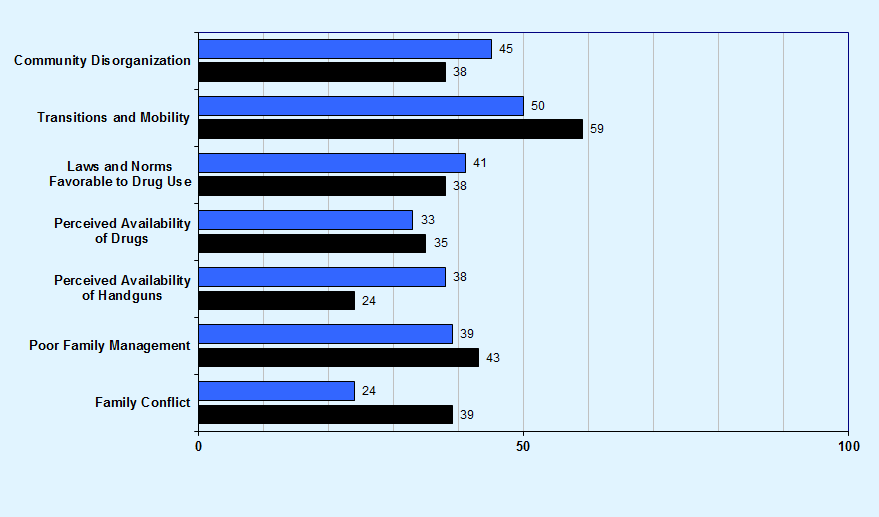 Community Disorganization
45
38
Transitions and Mobility
50
59
Laws and Norms
Favorable to Drug Use
41
38
Perceived Availability
of Drugs
33
35
Perceived Availability
of Handguns
38
24
Poor Family Management
39
43
Family Conflict
24
39
0
50
100